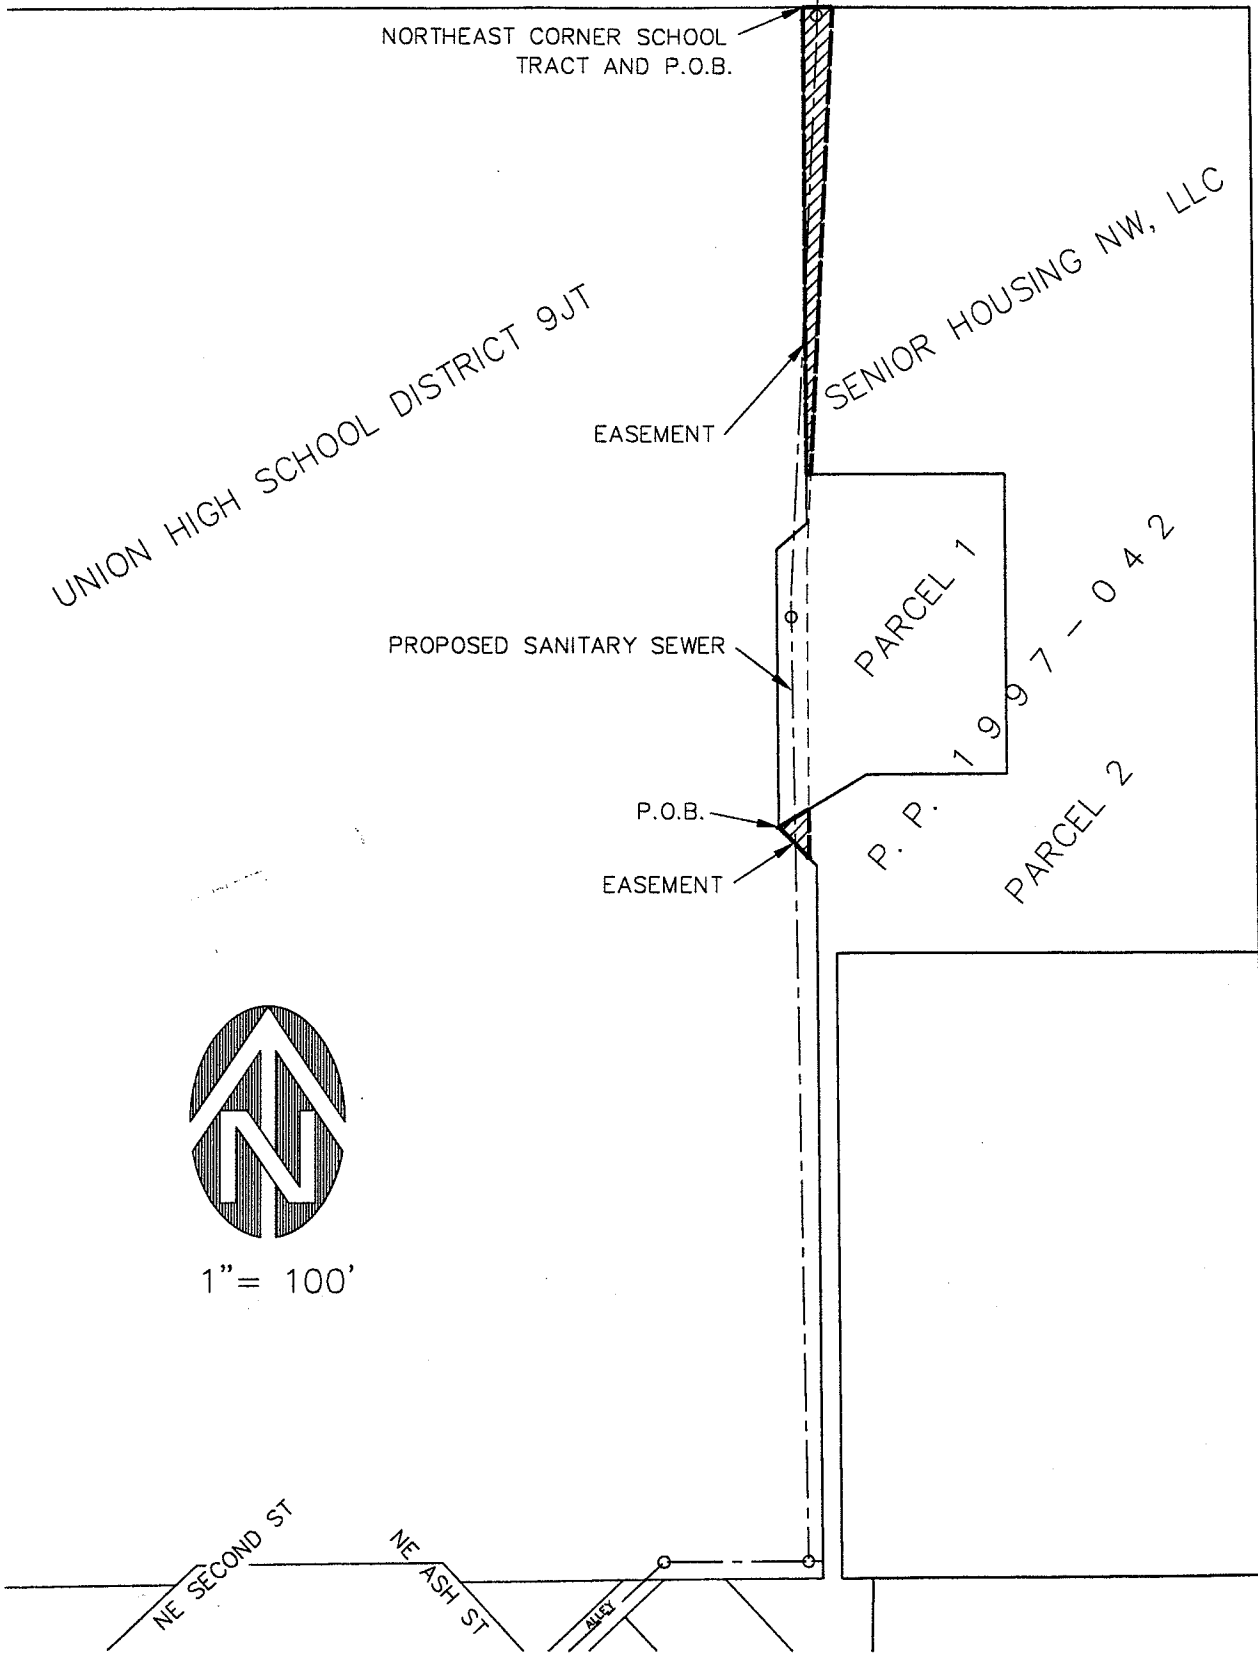 NORTHEAST CORNER SCHOOL
TRACT AND P.O.B.
UNION HIGH SCHOOL DISTRICT 9JT
SENIOR HOUSING NW, LLC
EASEMENT
PARCEL 1
PROPOSED SANITARY SEWER
P. P. 1997-042
P.O.B.
PARCEL 2
EASEMENT
N
1"= 100'
NE SECOND ST
NE ASH ST
ALLEY